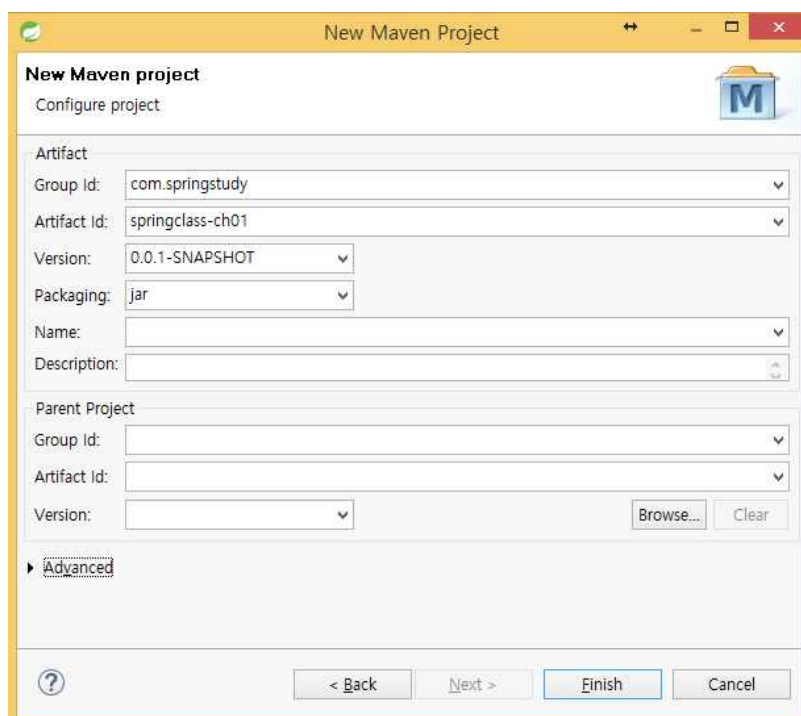 New Maven Project
New Maven project
Configure project
M
Artifact
Group Id: com.springstudy
Artifact Id: springclass-ch01
Version: 0.0.1-SNAPSHOT
Packaging: jar
Name:
Description:
Parent Project
Group Id:
Artifact Id:
Version: Browse... Clear
Advanced
? < Back Next > Finish Cancel